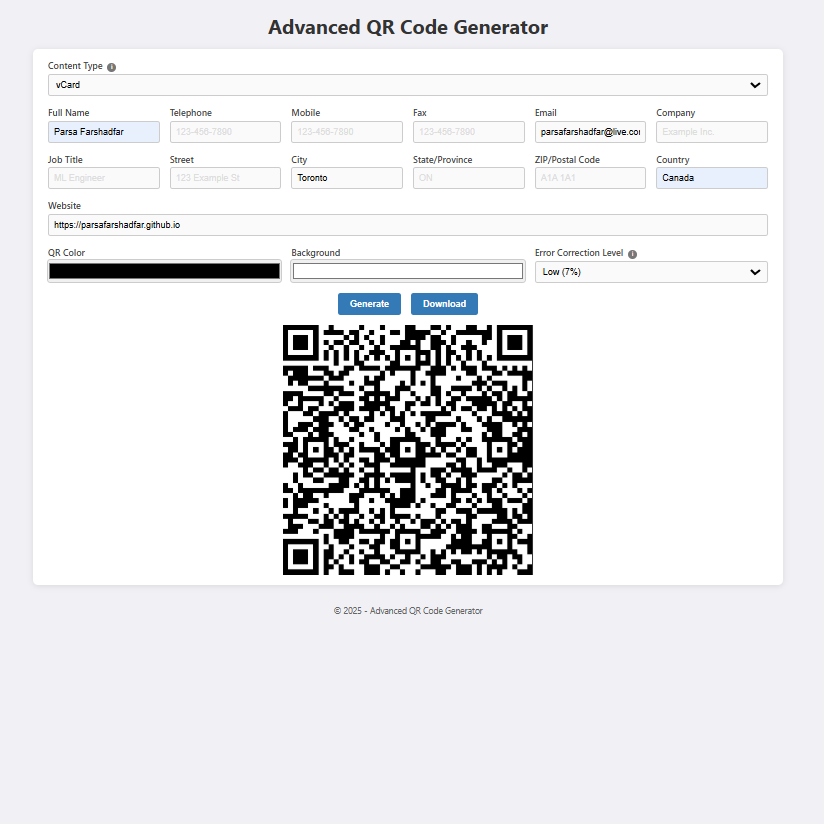 Advanced QR Code Generator
Content Type i
vCard
Full Name Telephone Mobile Fax Email Company
Parsa Farshadfar 123-456-7890 123-456-7890 123-456-7890 parsafarshadfar@live.co Example Inc.
Job Title Street City State/Province ZIP/Postal Code Country
ML Engineer 123 Example St Toronto ON A1A 1A1 Canada
Website
https://parsafarshadfar.github.io
QR Color Background Error Correction Level i
Low (7%)
Generate Download
© 2025 - Advanced QR Code Generator